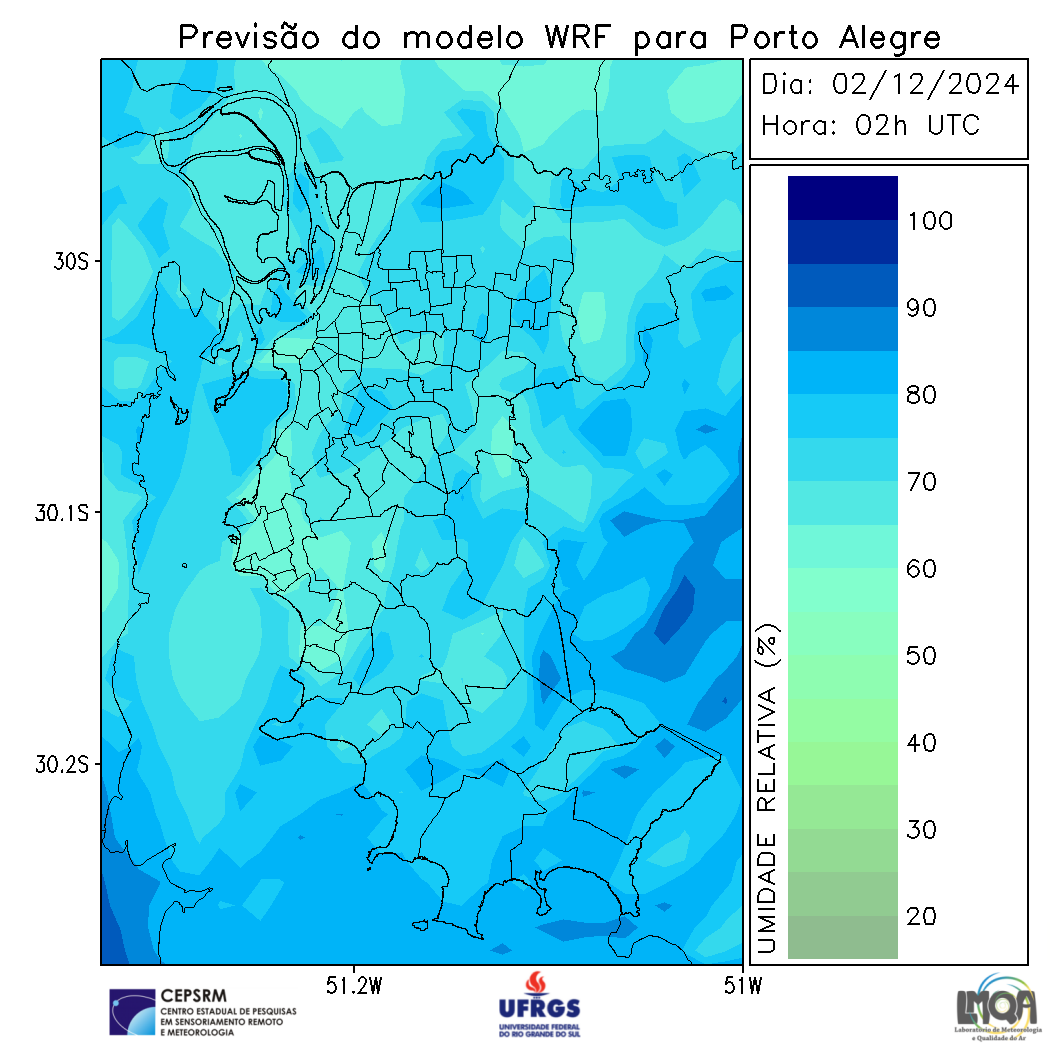 Previsão do modelo WRF para Porto Alegre
Dia: 02/12/2024
Hora: 02h UTC
30S
30.1S
30.2S
51.2W
51W
100
90
80
70
60
50
40
30
20
UMIDADE RELATIVA (%)
CEPSRM
CENTRO ESTADUAL DE PESQUISAS
EM SENSORIAMENTO REMOTO
E METEOROLOGIA
UFRGS
UNIVERSIDADE FEDERAL
DO RIO GRANDE DO SUL
LMQA
Laboratório de Meteorologia
e Qualidade do Ar